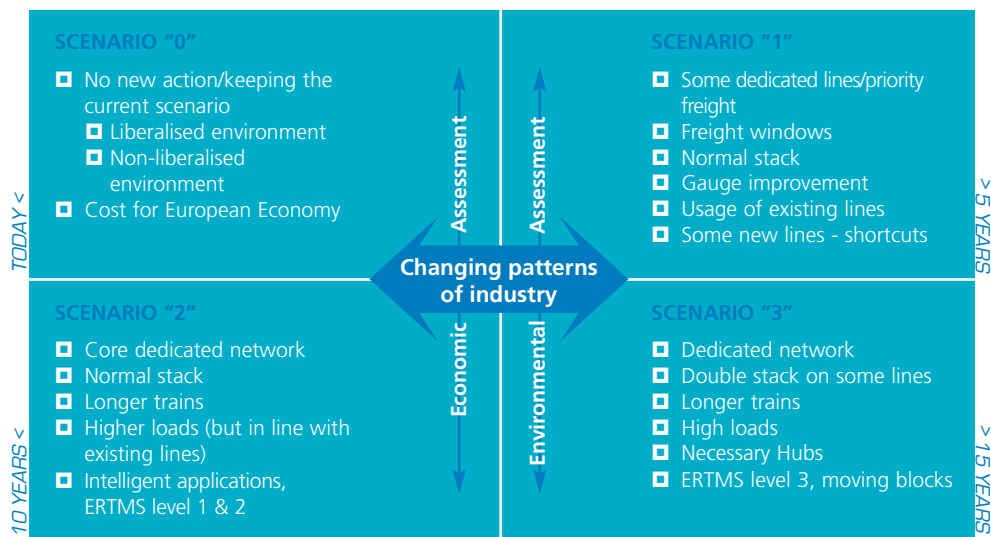 SCENARIO “0”
No new action/keeping the
current scenario
Liberalised environment
Non-liberalised
environment
Cost for European Economy
TODAY <
SCENARIO “1”
Some dedicated lines/priority
freight
Freight windows
Normal stack
Gauge improvement
Usage of existing lines
Some new lines - shortcuts
> 5 YEARS
Assessment
Assessment
Changing patterns
of industry
Economic
Environmental
SCENARIO “2”
Core dedicated network
Normal stack
Longer trains
Higher loads (but in line with
existing lines)
Intelligent applications,
ERTMS level 1 & 2
10 YEARS <
SCENARIO “3”
Dedicated network
Double stack on some lines
Longer trains
High loads
Necessary Hubs
ERTMS level 3, moving blocks
> 15 YEARS